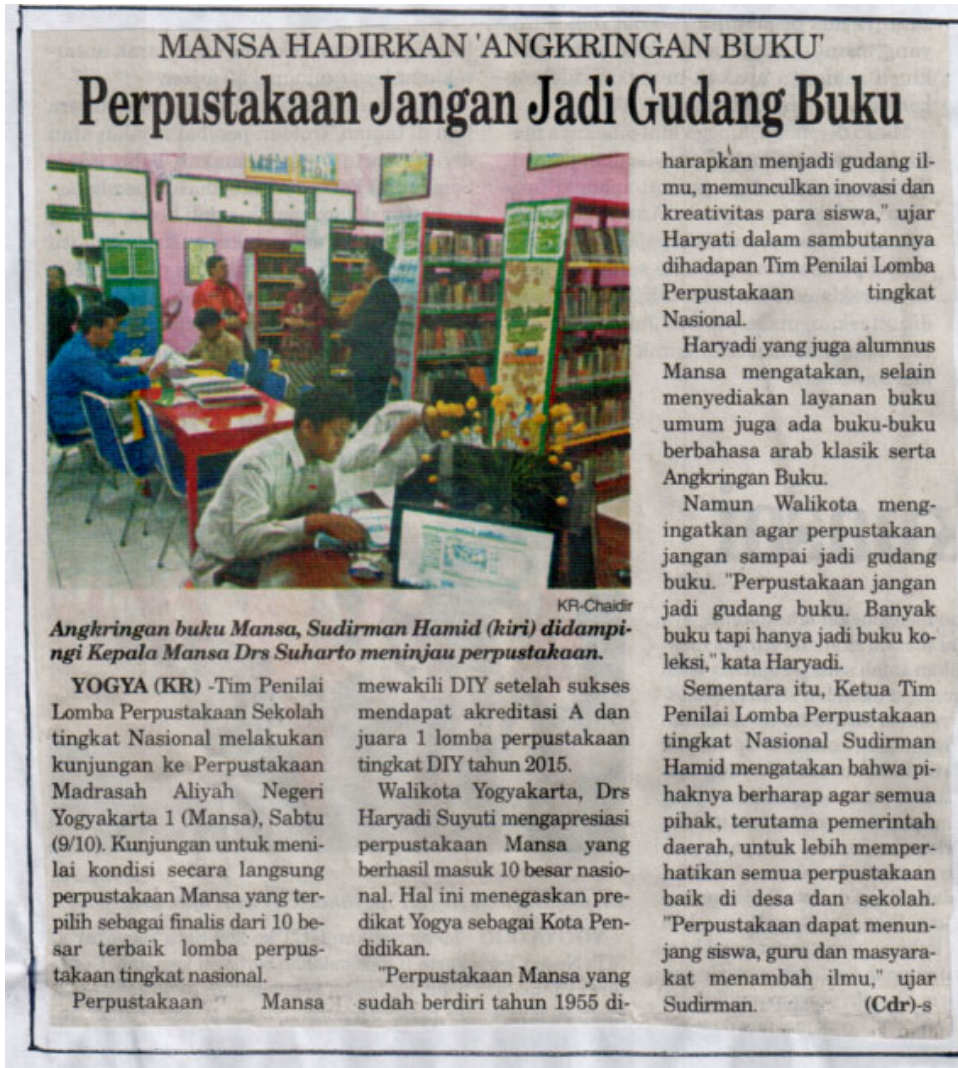 MANSA HADIRKAN 'ANGKRINGAN BUKU'
Perpustakaan Jangan Jadi Gudang Buku
KR-Chaidir
Angkringan buku Mansa, Sudirman Hamid (kiri) didampi-
ngi Kepala Mansa Drs Suharto meninjau perpustakaan.
YOGYA (KR) -Tim Penilai
Lomba Perpustakaan Sekolah
tingkat Nasional melakukan
kunjungan ke Perpustakaan
Madrasah Aliyah Negeri
Yogyakarta 1 (Mansa), Sabtu
(9/10). Kunjungan untuk meni-
lai kondisi secara langsung
perpustakaan Mansa yang ter-
pilih sebagai finalis dari 10 be-
sar terbaik lomba perpus-
takaan tingkat nasional.
Perpustakaan Mansa
mewakili DIY setelah sukses
mendapat akreditasi A dan
juara 1 lomba perpustakaan
tingkat DIY tahun 2015.
Walikota Yogyakarta, Drs
Haryadi Suyuti mengapresiasi
perpustakaan Mansa yang
berhasil masuk 10 besar nasio-
nal. Hal ini menegaskan pre-
dikat Yogya sebagai Kota Pen-
didikan.
"Perpustakaan Mansa yang
sudah berdiri tahun 1955 di-
harapkan menjadi gudang il-
mu, memunculkan inovasi dan
kreativitas para siswa," ujar
Haryati dalam sambutannya
dihadapan Tim Penilai Lomba
Perpustakaan tingkat
Nasional.
Haryadi yang juga alumnus
Mansa mengatakan, selain
menyediakan layanan buku
umum juga ada buku-buku
berbahasa arab klasik serta
Angkringan Buku.
Namun Walikota meng-
ingatkan agar perpustakaan
jangan sampai jadi gudang
buku. "Perpustakaan jangan
jadi gudang buku. Banyak
buku tapi hanya jadi buku ko-
leksi," kata Haryadi.
Sementara itu, Ketua Tim
Penilai Lomba Perpustakaan
tingkat Nasional Sudirman
Hamid mengatakan bahwa pi-
haknya berharap agar semua
pihak, terutama pemerintah
daerah, untuk lebih memper-
hatikan semua perpustakaan
baik di desa dan sekolah.
"Perpustakaan dapat menun-
jang siswa, guru dan masyara-
kat menambah ilmu," ujar
Sudirman. (Cdr)-s